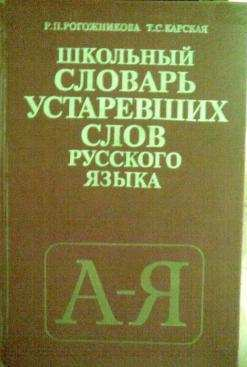 Р.П.РОГОЖНИКОВА Т.С.КАРСКАЯ
ШКОЛЬНЫЙ
СЛОВАРЬ
УСТАРЕВШИХ
СЛОВ
РУССКОГО
ЯЗЫКА
А-Я